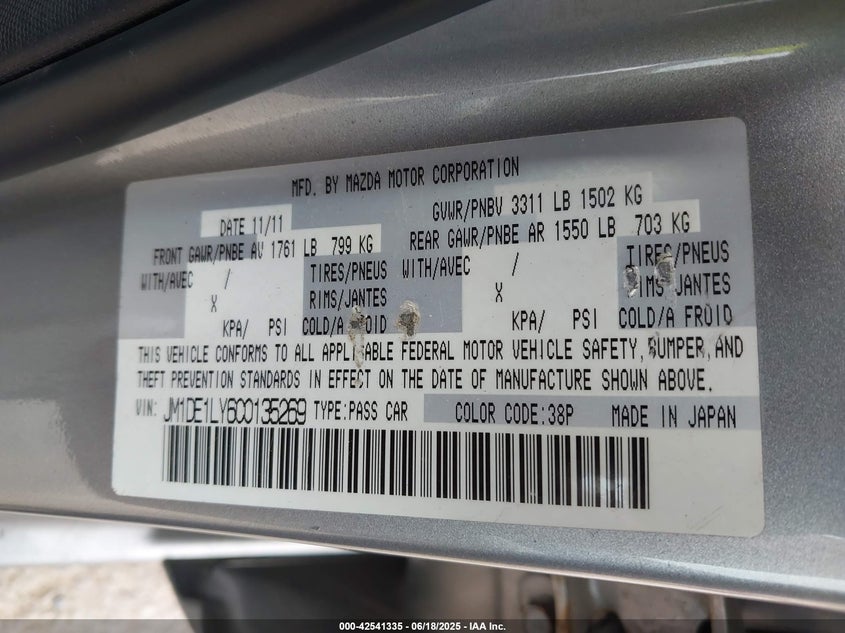 MFD. BY MAZDA MOTOR CORPORATION
DATE 11/11 GVWR/PNBV 3311 LB 1502 KG
FRONT GAWR/PNBE AV 1761 LB 799 KG REAR GAWR/PNBE AR 1550 LB 703 KG
WITH/AVEC / TIRES/PNEUS WITH/AVEC / TIRES/PNEUS
X RIMS/JANTES X RIMS/JANTES
KPA/ PSI COLD/A FROID KPA/ PSI COLD/A FROID
THIS VEHICLE CONFORMS TO ALL APPLICABLE FEDERAL MOTOR VEHICLE SAFETY, BUMPER, AND
THEFT PREVENTION STANDARDS IN EFFECT ON THE DATE OF MANUFACTURE SHOWN ABOVE.
VIN: JM1DE1LY6C0135269 TYPE:PASS CAR COLOR CODE:38P MADE IN JAPAN
000-42541335 - 06/18/2025 - IAA Inc.